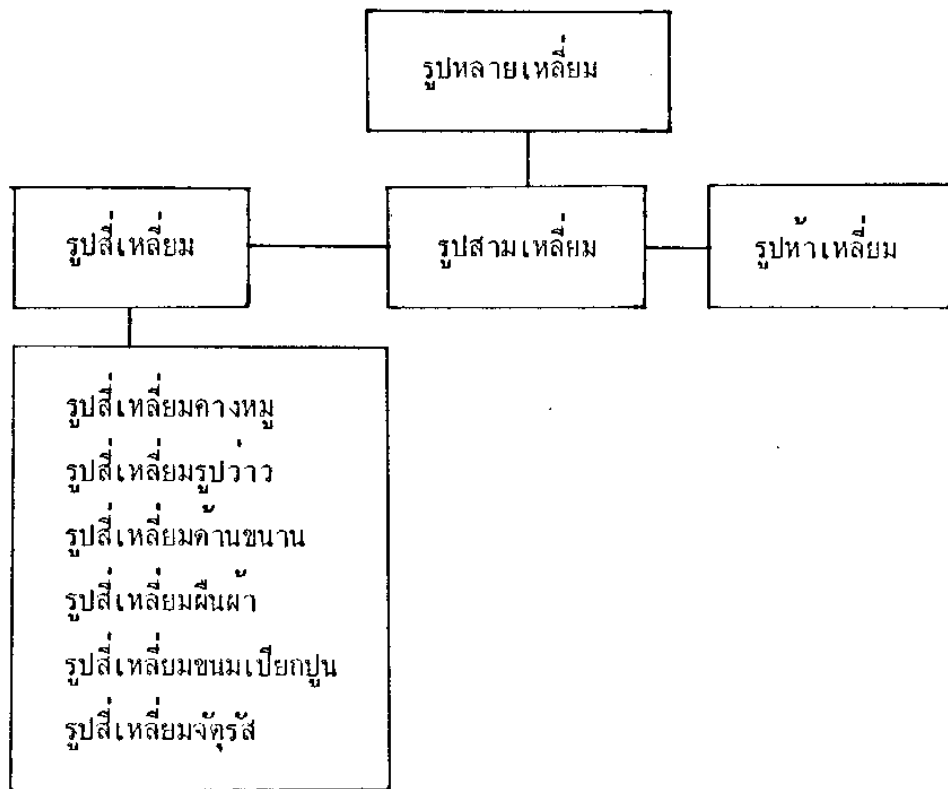 รูปหลายเหลี่ยม
รูปสี่เหลี่ยม
รูปสามเหลี่ยม
รูปห้าเหลี่ยม
รูปสี่เหลี่ยมคางหมู
รูปสี่เหลี่ยมรูปว่าว
รูปสี่เหลี่ยมด้านขนาน
รูปสี่เหลี่ยมผืนผ้า
รูปสี่เหลี่ยมขนมเปียกปูน
รูปสี่เหลี่ยมจัตุรัส